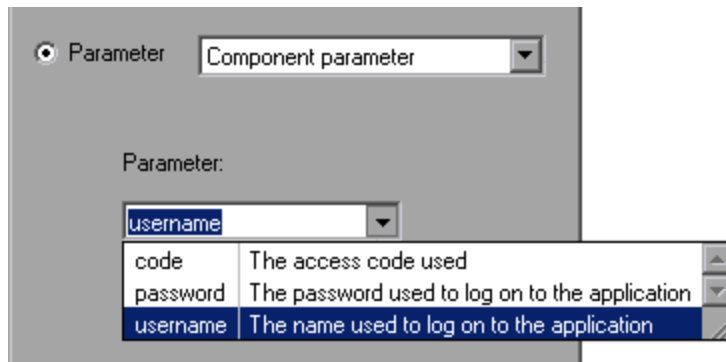 Parameter Component parameter
Parameter:
username
code The access code used
password The password used to log on to the application
username The name used to log on to the application